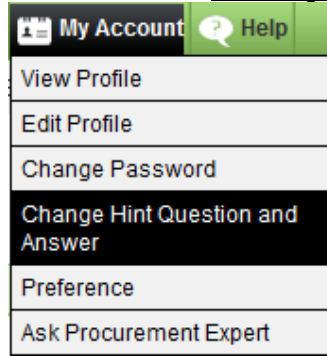 My Account Help
View Profile
Edit Profile
Change Password
Change Hint Question and
Answer
Preference
Ask Procurement Expert